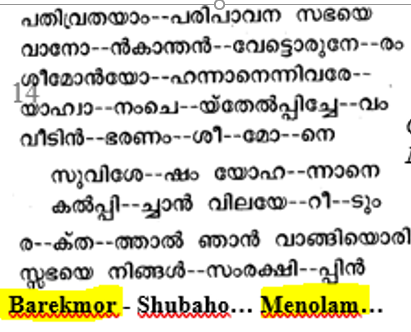 പതിവ്രതയാം--പരിപാവന സഭയെ
വാനോ--ൻകാന്തൻ--വേട്ടൊരുനേ--രം
ശീമോൻയോ--ഹന്നാനെന്നിവരേ--
14
യാഹ്വാ--നംചെ--യ്തേൽപ്പിച്ചേ--വം
വീടിൻ--ഭരണം--ശീ--മോ--നെ
സുവിശേ--ഷം യോഹ--ന്നാനെ
കൽപ്പി--ച്ചാൻ വിലയേ--റീ--ടും
ര--ക്ത--ത്താൽ ഞാൻ വാങ്ങിയൊരി
സ്സഭയെ നിങ്ങൾ--സംരക്ഷി--പ്പിൻ
Barekmor - Shubaho... Menolam...